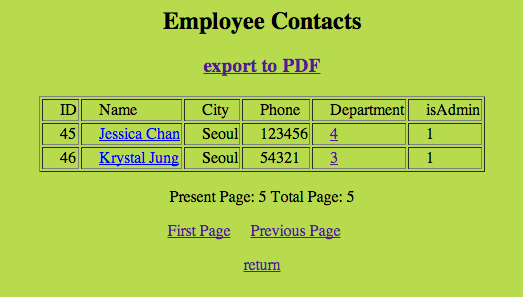 Employee Contacts
export to PDF
ID Name City Phone Department isAdmin
45 Jessica Chan Seoul 123456 4 1
46 Krystal Jung Seoul 54321 3 1
Present Page: 5 Total Page: 5
First Page Previous Page
return